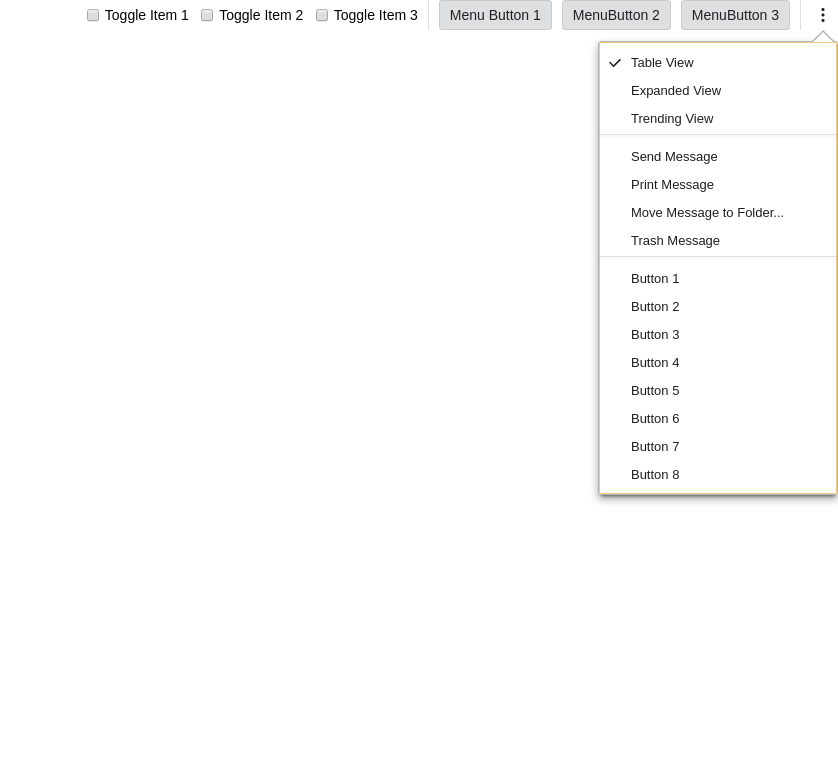 Toggle Item 1 Toggle Item 2 Toggle Item 3 Menu Button 1 MenuButton 2 MenuButton 3
Table View
Expanded View
Trending View
Send Message
Print Message
Move Message to Folder...
Trash Message
Button 1
Button 2
Button 3
Button 4
Button 5
Button 6
Button 7
Button 8